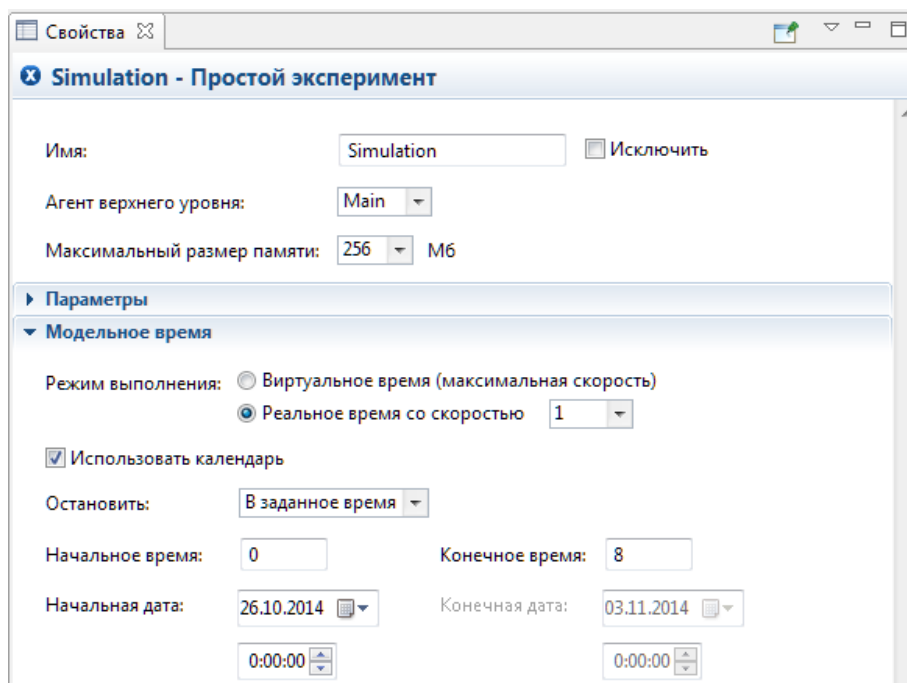 Свойства
Simulation - Простой эксперимент
Имя: Simulation Исключить
Агент верхнего уровня: Main
Максимальный размер памяти: 256 Мб
Параметры
Модельное время
Режим выполнения: Виртуальное время (максимальная скорость)
Реальное время со скоростью 1
Использовать календарь
Остановить: В заданное время
Начальное время: 0 Конечное время: 8
Начальная дата: 26.10.2014 Конечная дата: 03.11.2014
0:00:00 0:00:00